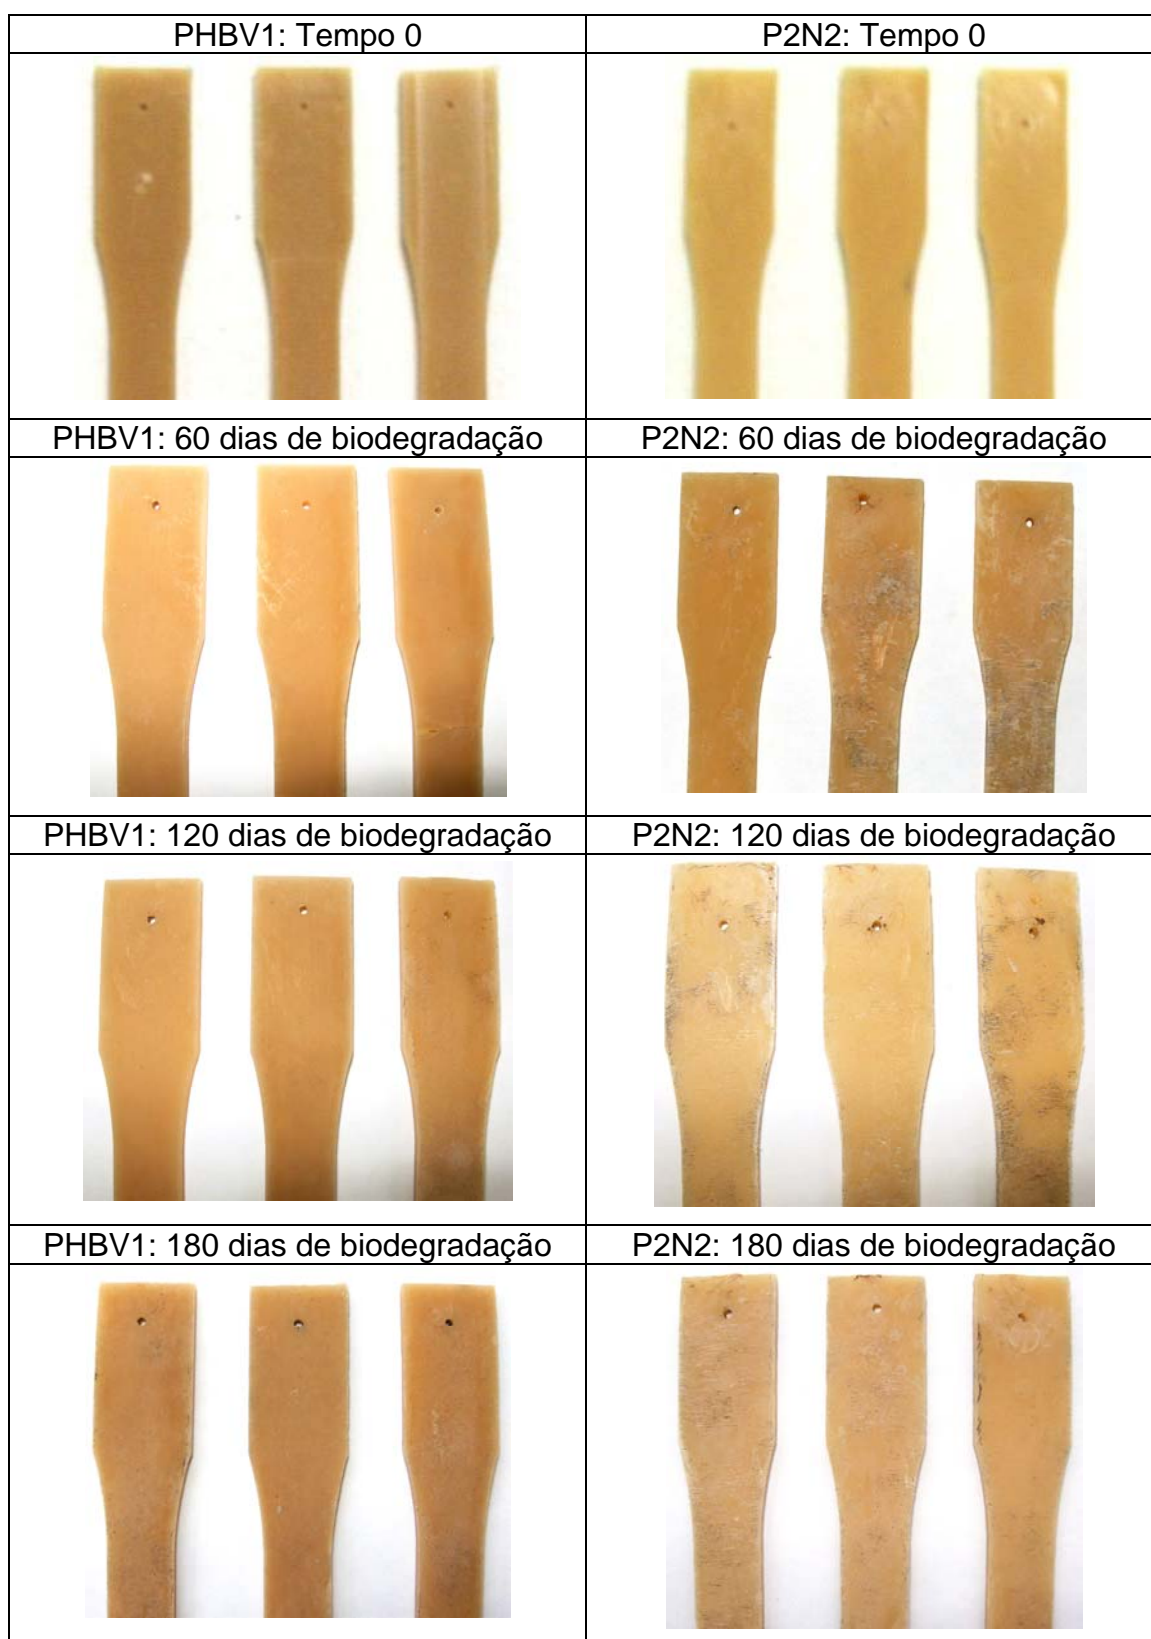 PHBV1: Tempo 0
P2N2: Tempo 0
PHBV1: 60 dias de biodegradação
P2N2: 60 dias de biodegradação
PHBV1: 120 dias de biodegradação
P2N2: 120 dias de biodegradação
PHBV1: 180 dias de biodegradação
P2N2: 180 dias de biodegradação